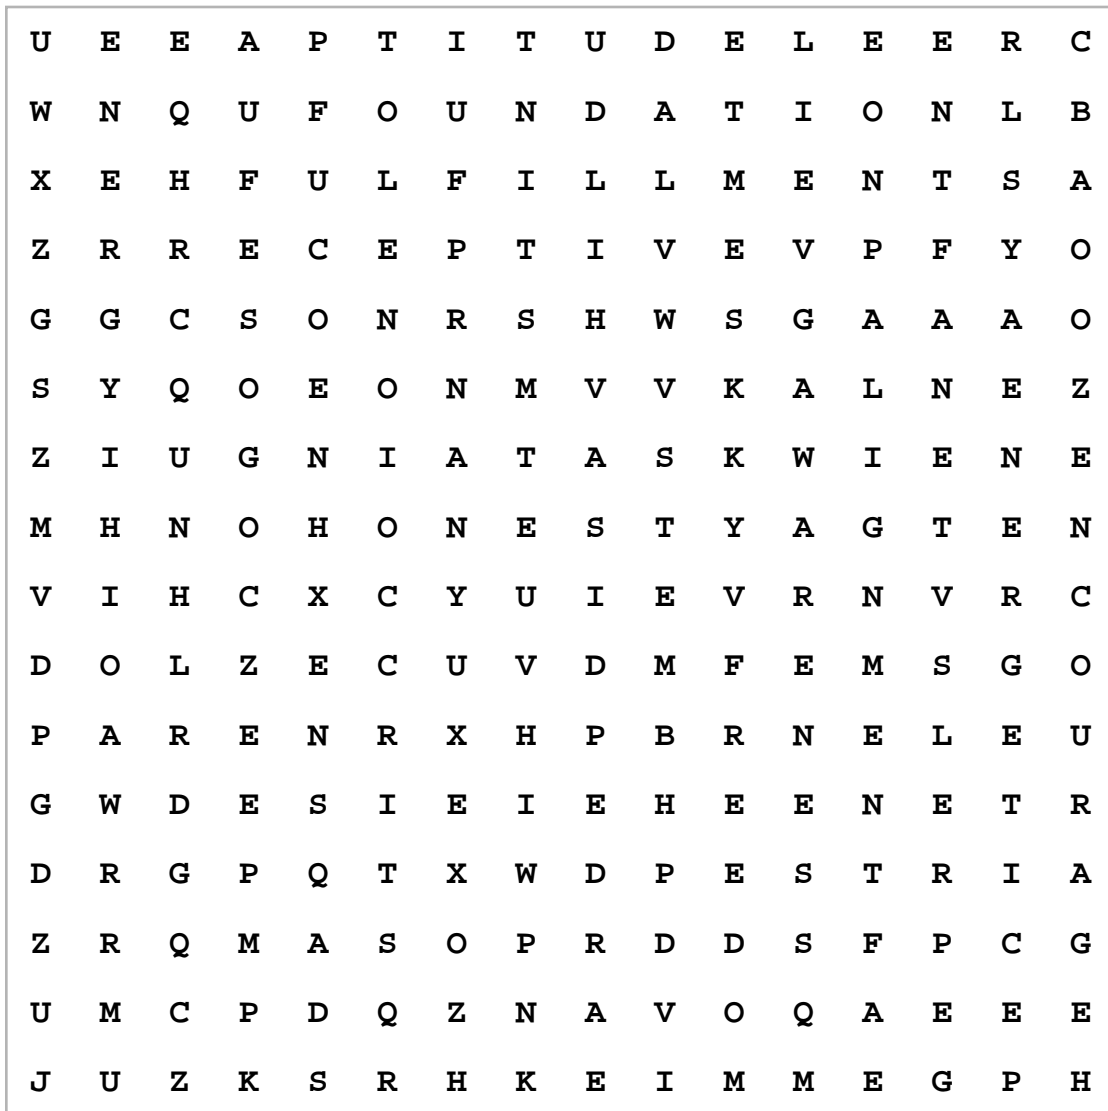 U E E A P T I T U D E L E E R C
W N Q U F O U N D A T I O N L B
X E H F U L F I L L M E N T S A
Z R R E C E P T I V E V P F Y O
G G C S O N R S H W S G A A A O
S Y Q O E O N M V V K A L N E Z
Z I U G N I A T A S K W I E N E
M H N O H O N E S T Y A G T E N
V I H C X C Y U I E V R N V R C
D O L Z E C U V D M F E M S G O
P A R E N R X H P B R N E L E U
G W D E S I E I E H E E N E T R
D R G P Q T X W D P E S T R I A
Z R Q M A S O P R D D S F P C G
U M C P D Q Z N A V O Q A E E E
J U Z K S R H K E I M M E G P H